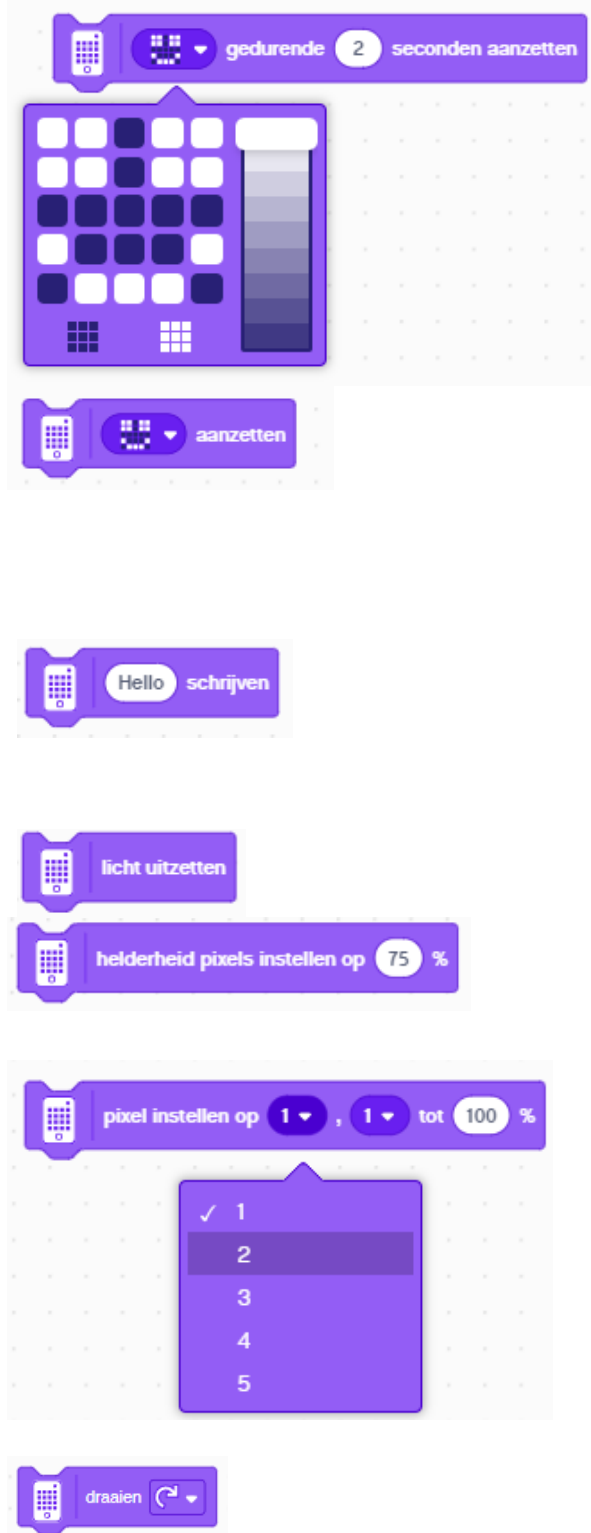 gedurende 2 seconden aanzetten
aanzetten
Hello schrijven
licht uitzetten
helderheid pixels instellen op 75 %
pixel instellen op 1 , 1 tot 100 %
✓ 1
2
3
4
5
draaien